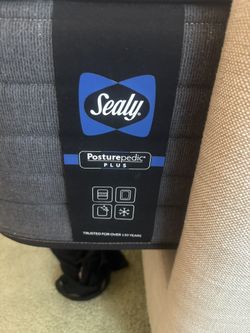 Sealy.
Posturepedic®
PLUS
TRUSTED FOR OVER 130 YEARS